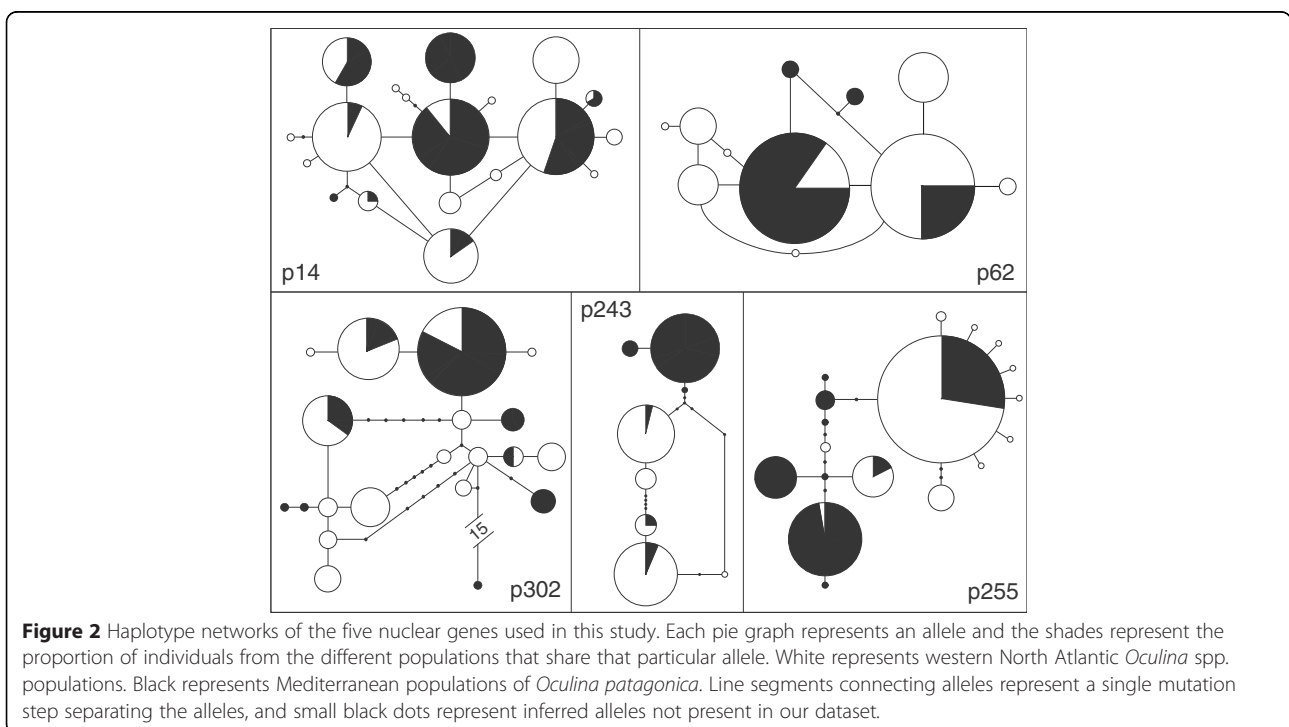 p14
p62
p243
p302
15
p255
Figure 2 Haplotype networks of the five nuclear genes used in this study. Each pie graph represents an allele and the shades represent the
proportion of individuals from the different populations that share that particular allele. White represents western North Atlantic Oculina spp.
populations. Black represents Mediterranean populations of Oculina patagonica. Line segments connecting alleles represent a single mutation
step separating the alleles, and small black dots represent inferred alleles not present in our dataset.